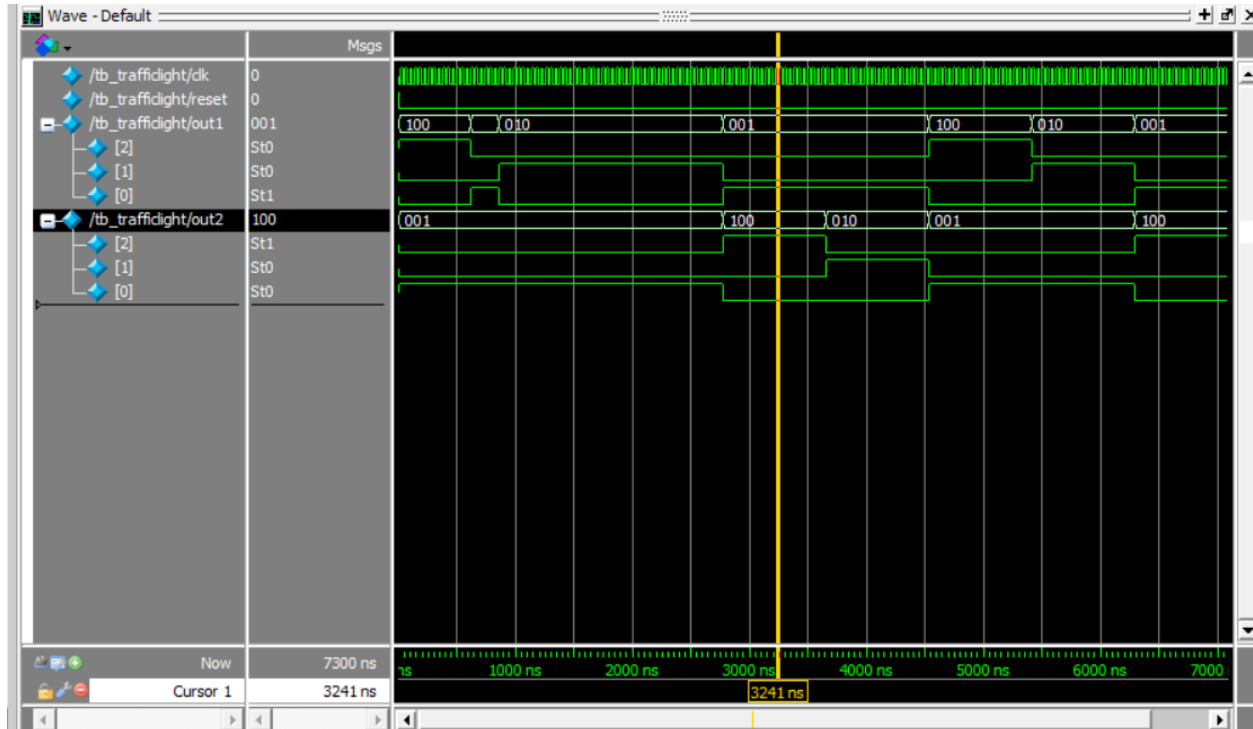 Wave - Default
Msgs
/tb_trafficlight/clk 0
/tb_trafficlight/reset 0
/tb_trafficlight/out1 001 100 010 001 100 010 001
[2] St0
[1] St0
[0] St1
/tb_trafficlight/out2 100 001 100 010 001 100
[2] St1
[1] St0
[0] St0
Now 7300 ns ns 1000 ns 2000 ns 3000 ns 4000 ns 5000 ns 6000 ns 7000
Cursor 1 3241 ns 3241 ns